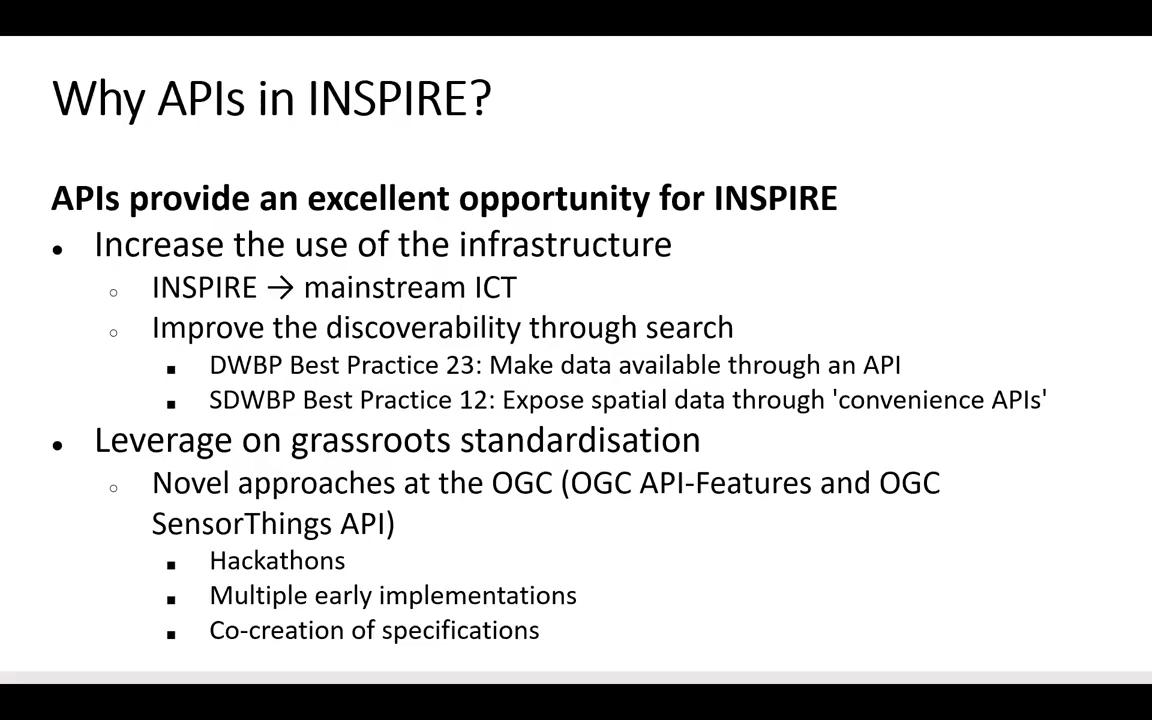 Why APIs in INSPIRE?
APIs provide an excellent opportunity for INSPIRE
● Increase the use of the infrastructure
○ INSPIRE → mainstream ICT
○ Improve the discoverability through search
■ DWBP Best Practice 23: Make data available through an API
■ SDWBP Best Practice 12: Expose spatial data through 'convenience APIs'
● Leverage on grassroots standardisation
○ Novel approaches at the OGC (OGC API-Features and OGC
SensorThings API)
■ Hackathons
■ Multiple early implementations
■ Co-creation of specifications